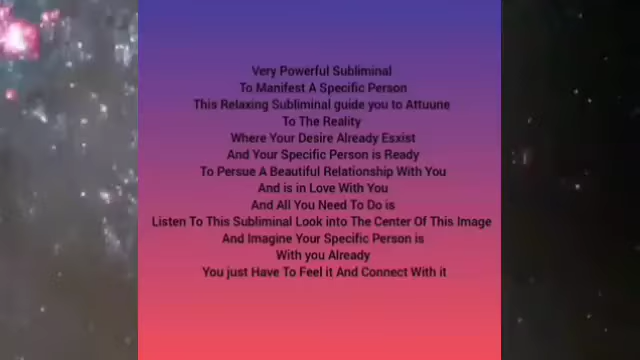 Very Powerful Subliminal
To Manifest A Specific Person
This Relaxing Subliminal guide you to Attuune
To The Reality
Where Your Desire Already Esxist
And Your Specific Person is Ready
To Persue A Beautiful Relationship With You
And is in Love With You
And All You Need To Do is
Listen To This Subliminal Look into The Center Of This Image
And Imagine Your Specific Person is
With you Already
You just Have To Feel it And Connect With it